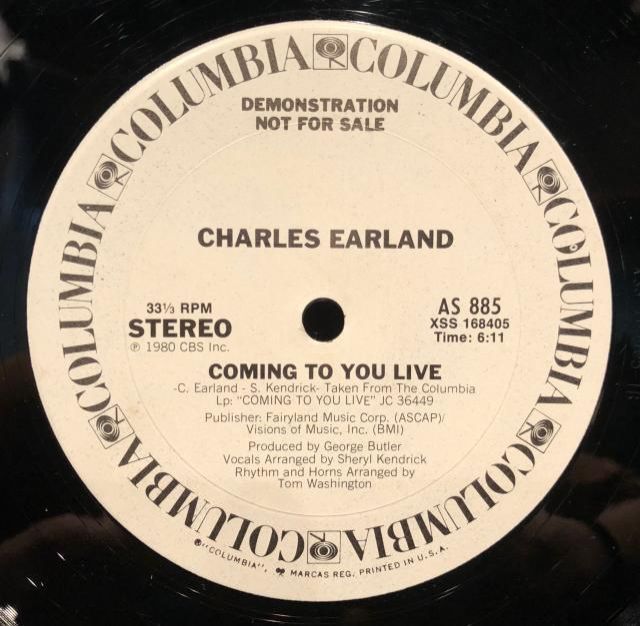 COLUMBIA COLUMBIA COLUMBIA COLUMBIA COLUMBIA COLUMBIA COLUMBIA COLUMBIA
DEMONSTRATION
NOT FOR SALE
CHARLES EARLAND
33⅓ RPM
STEREO
℗ 1980 CBS Inc.
AS 885
XSS 168405
Time: 6:11
COMING TO YOU LIVE
-C. Earland - S. Kendrick- Taken From The Columbia
Lp: "COMING TO YOU LIVE" JC 36449
Publisher: Fairyland Music Corp. (ASCAP)/
Visions of Music, Inc. (BMI)
Produced by George Butler
Vocals Arranged by Sheryl Kendrick
Rhythm and Horns Arranged by
Tom Washington
®"COLUMBIA", MARCAS REG. PRINTED IN U.S.A.